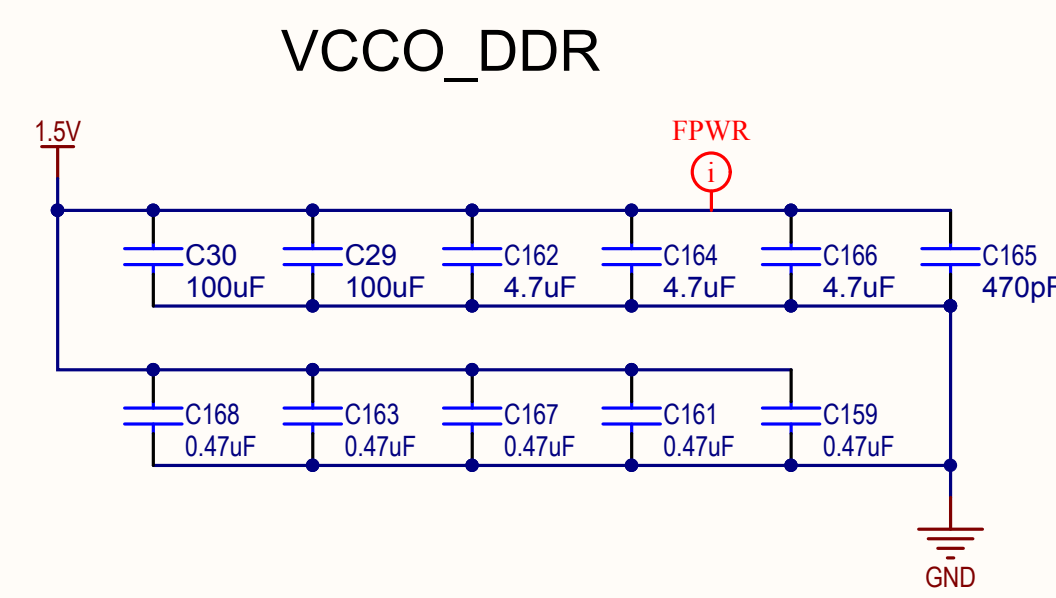 VCCO_DDR
1.5V
FPWR
i
C30
100uF
C29
100uF
C162
4.7uF
C164
4.7uF
C166
4.7uF
C165
470pF
C168
0.47uF
C163
0.47uF
C167
0.47uF
C161
0.47uF
C159
0.47uF
GND